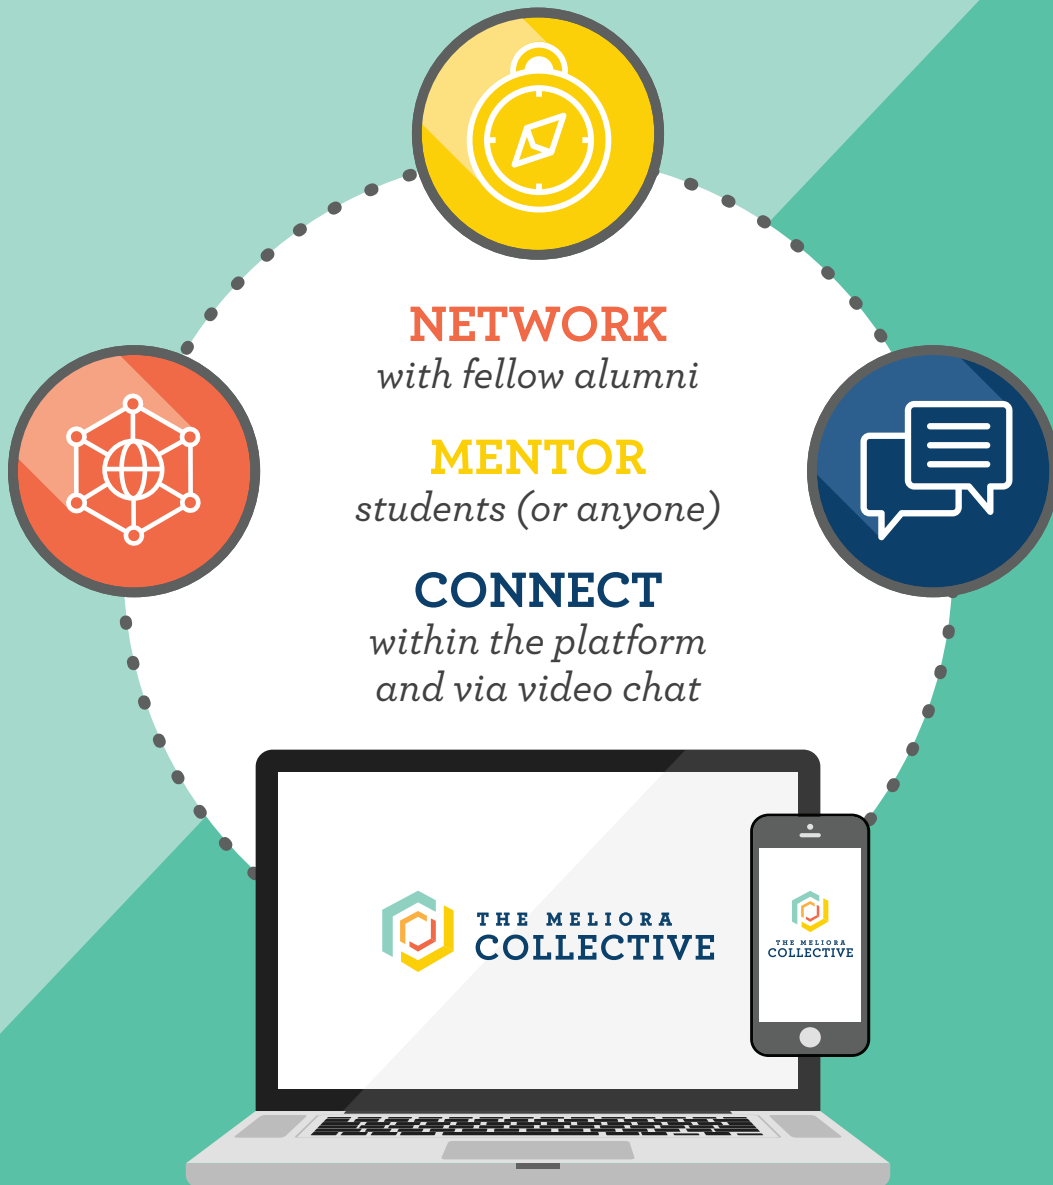 NETWORK
with fellow alumni
MENTOR
students (or anyone)
CONNECT
within the platform
and via video chat
THE MELIORA
COLLECTIVE
THE MELIORA
COLLECTIVE